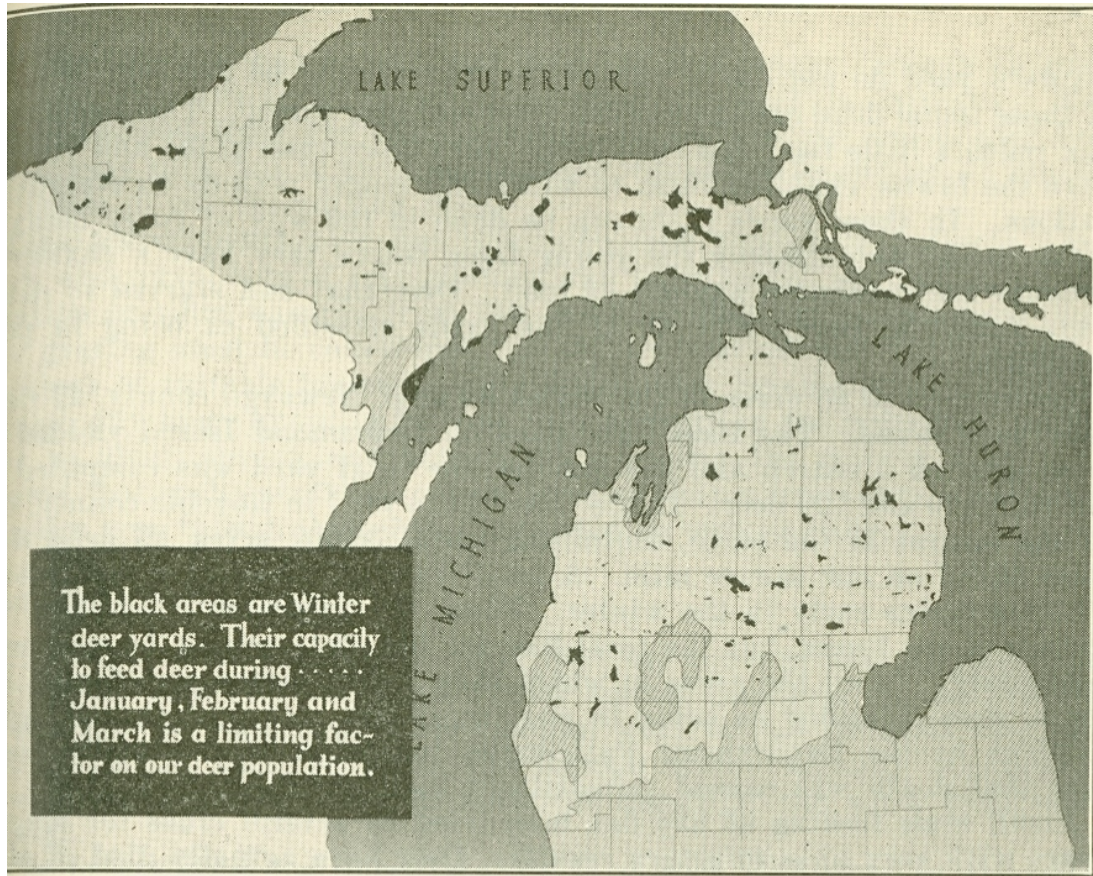 LAKE SUPERIOR
LAKE HURON
LAKE MICHIGAN
The black areas are Winter
deer yards. Their capacity
to feed deer during · · · · ·
January, February and
March is a limiting fac-
tor on our deer population.